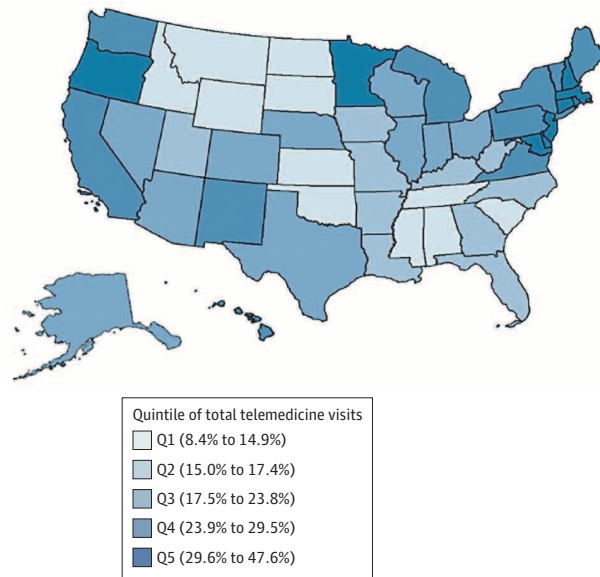 Quintile of total telemedicine visits
Q1 (8.4% to 14.9%)
Q2 (15.0% to 17.4%)
Q3 (17.5% to 23.8%)
Q4 (23.9% to 29.5%)
Q5 (29.6% to 47.6%)